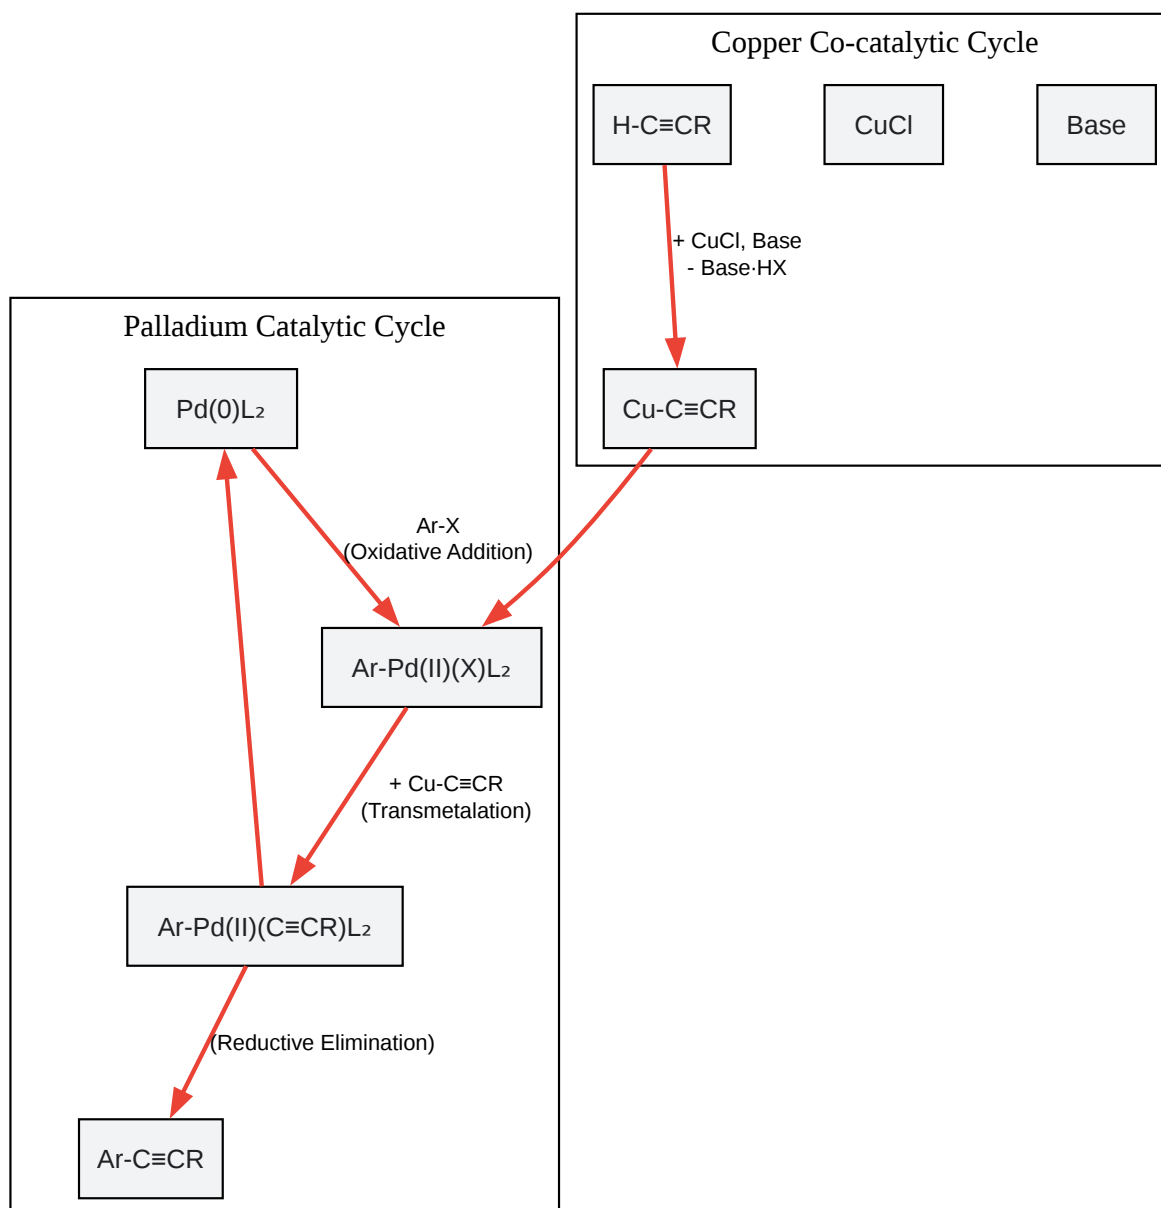 Copper Co-catalytic Cycle
H-C≡CR
CuCl
Base
+ CuCl, Base
- Base·HX
Cu-C≡CR
Palladium Catalytic Cycle
Pd(0)L₂
Ar-X
(Oxidative Addition)
Ar-Pd(II)(X)L₂
+ Cu-C≡CR
(Transmetalation)
Ar-Pd(II)(C≡CR)L₂
(Reductive Elimination)
Ar-C≡CR